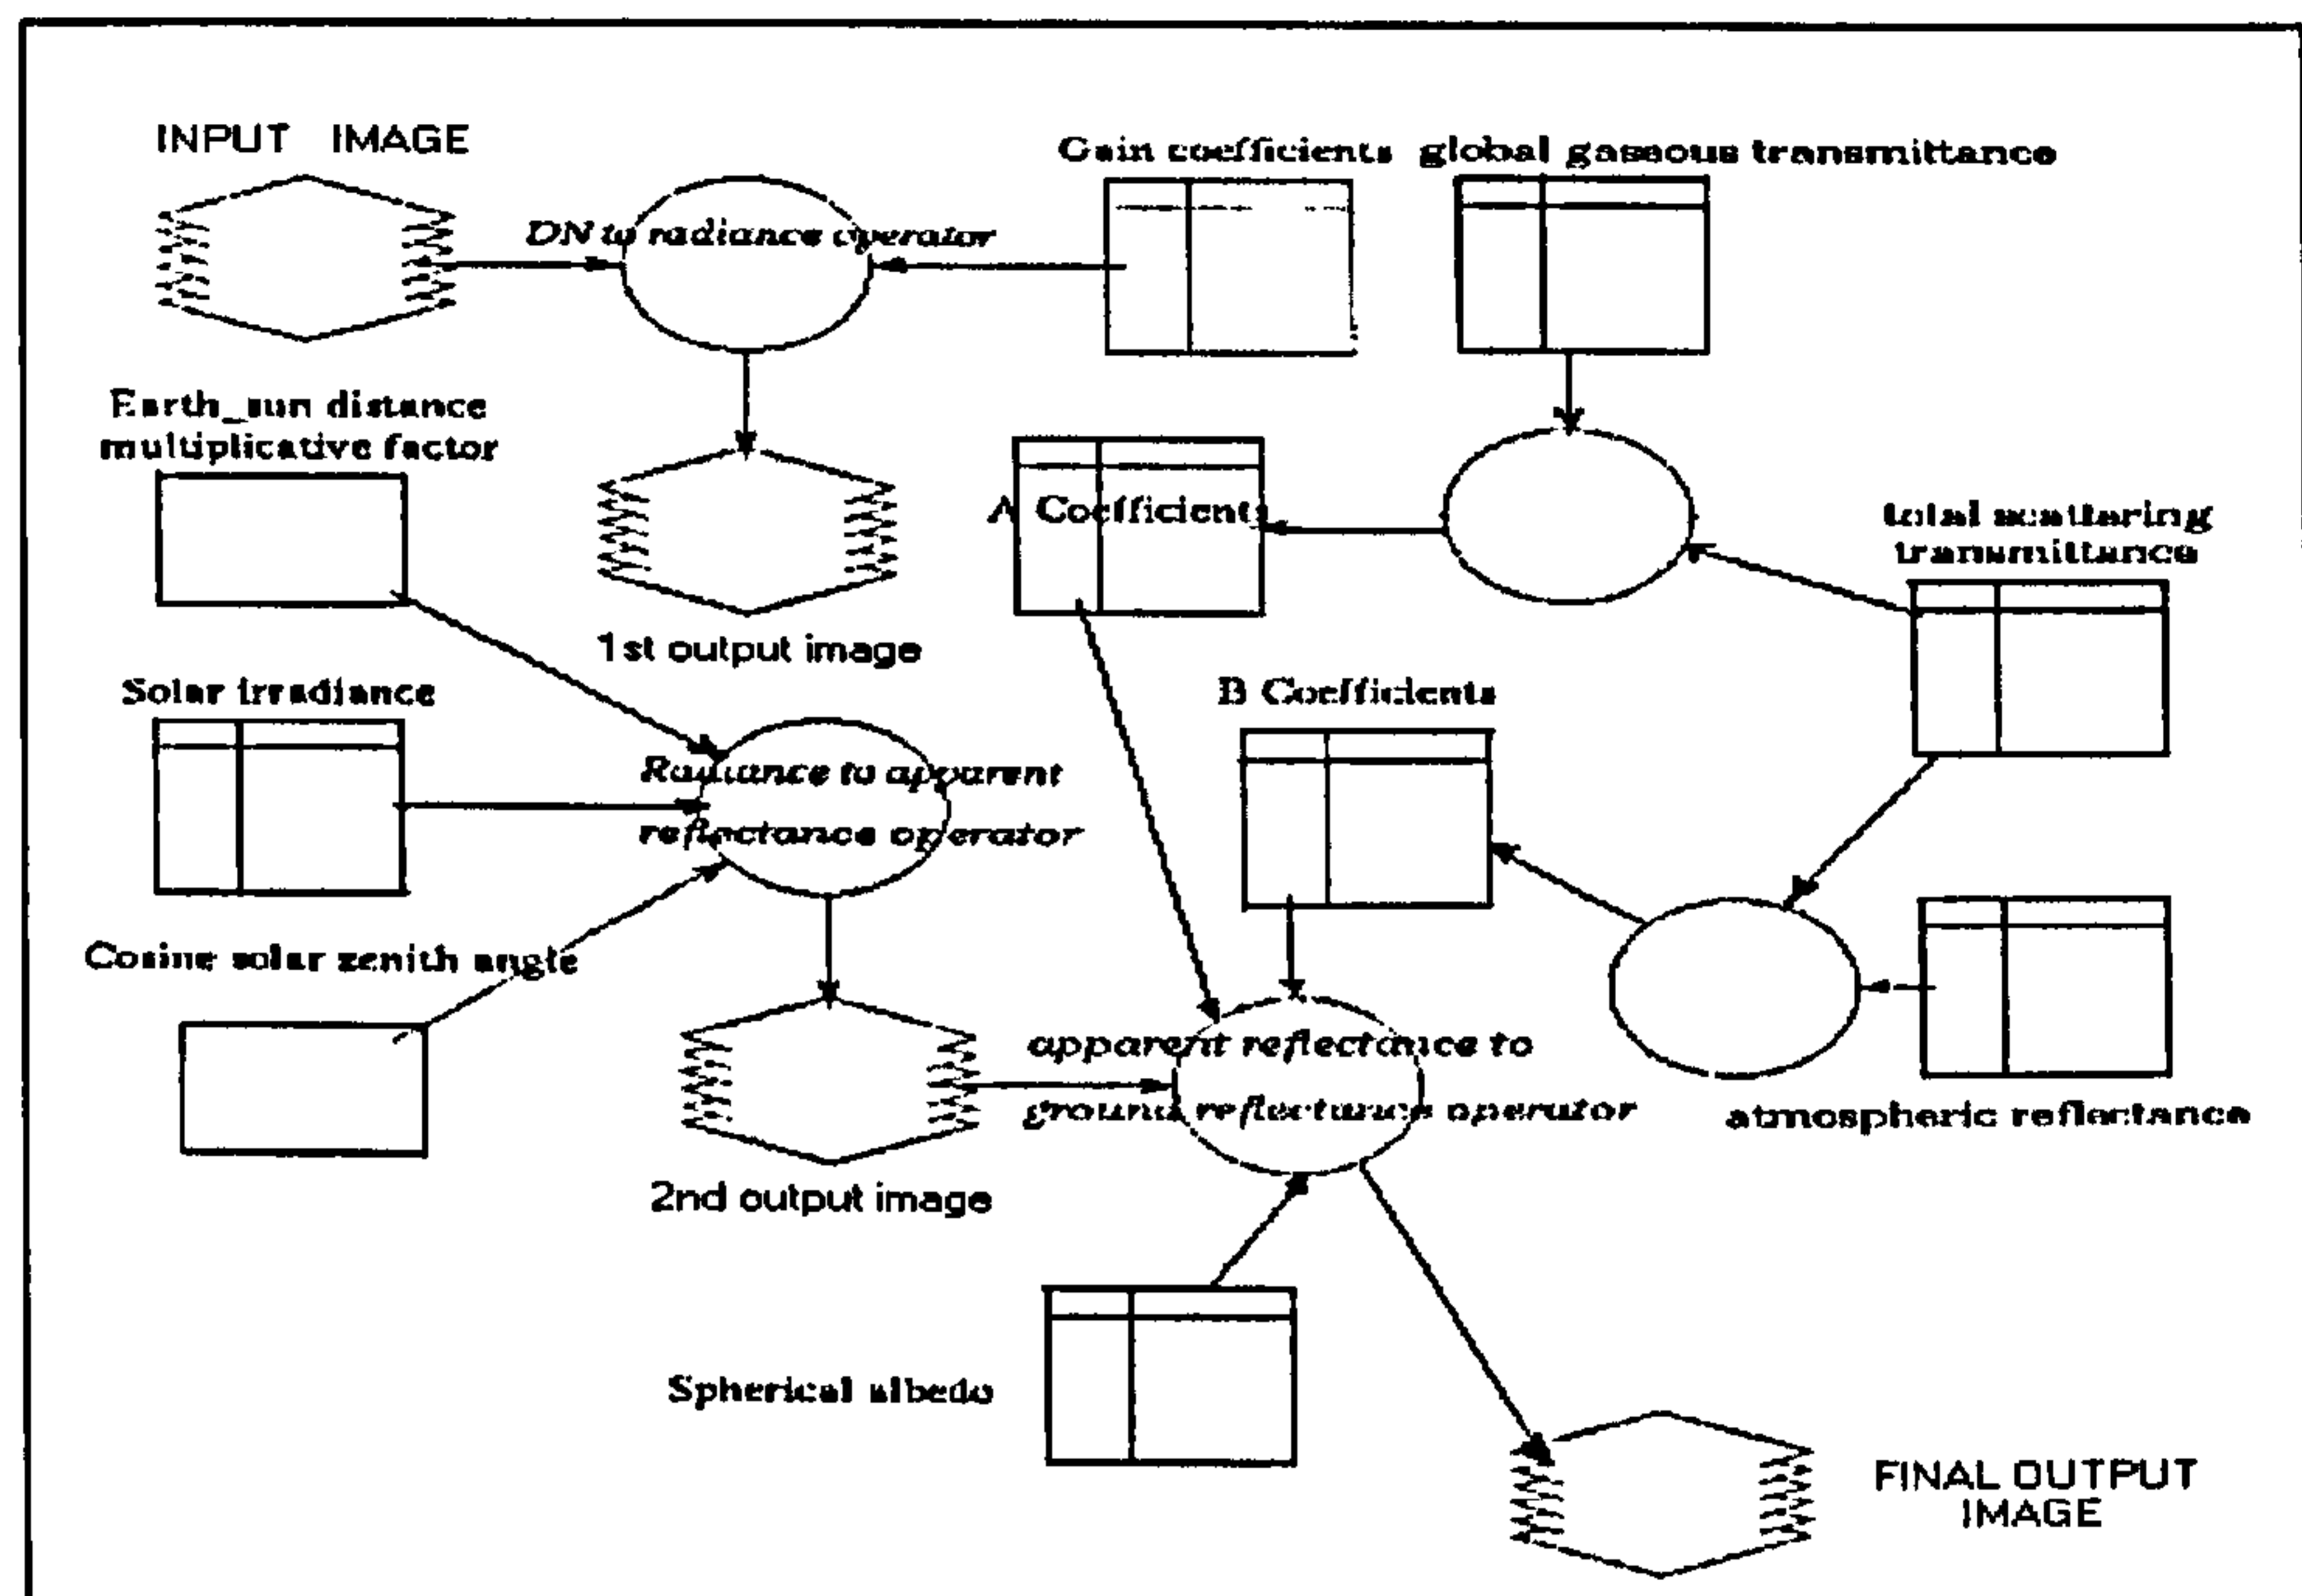 INPUT IMAGE
Gain coefficients
global gaseous transmittance
DN to radiance operator
Earth_sun distance
multiplicative factor
A Coefficients
total scattering
transmittance
1st output image
Solar irradiance
B Coefficients
Radiance to apparent
reflectance operator
Cosine solar zenith angle
apparent reflectance to
ground reflectance operator
atmospheric reflectance
2nd output image
Spherical albedo
FINAL OUTPUT
IMAGE